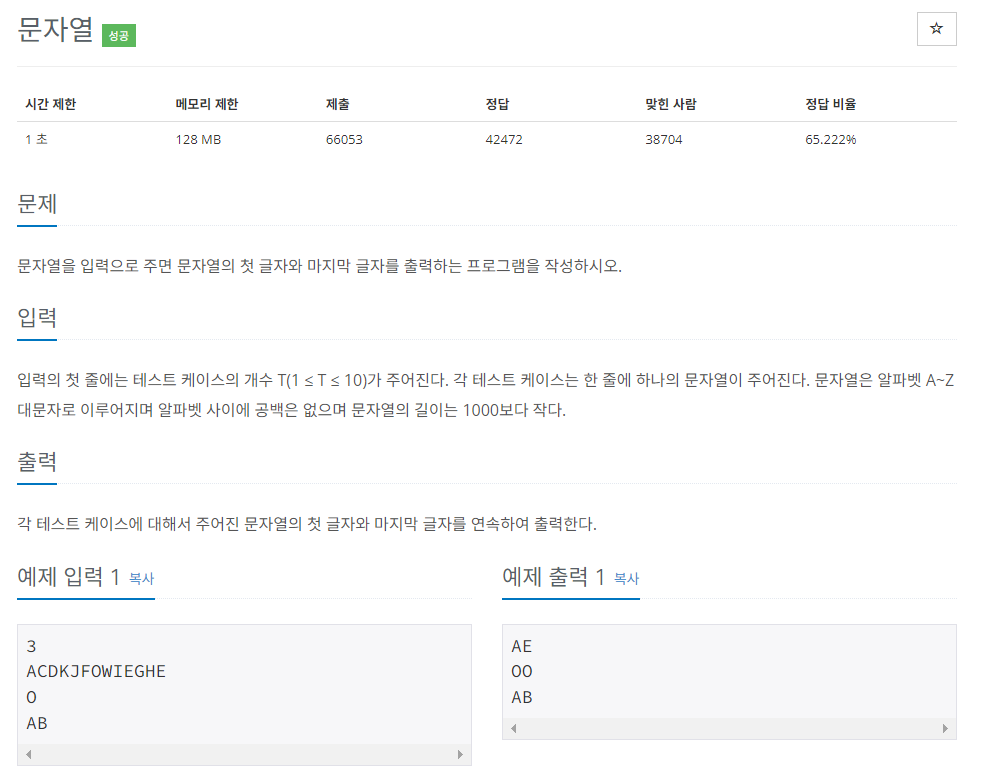 문자열 성공
☆
시간 제한 메모리 제한 제출 정답 맞힌 사람 정답 비율
1 초 128 MB 66053 42472 38704 65.222%
문제
문자열을 입력으로 주면 문자열의 첫 글자와 마지막 글자를 출력하는 프로그램을 작성하시오.
입력
입력의 첫 줄에는 테스트 케이스의 개수 T(1 ≤ T ≤ 10)가 주어진다. 각 테스트 케이스는 한 줄에 하나의 문자열이 주어진다. 문자열은 알파벳 A~Z
대문자로 이루어지며 알파벳 사이에 공백은 없으며 문자열의 길이는 1000보다 작다.
출력
각 테스트 케이스에 대해서 주어진 문자열의 첫 글자와 마지막 글자를 연속하여 출력한다.
예제 입력 1 복사
3
ACDKJFOWIEGHE
O
AB
예제 출력 1 복사
AE
OO
AB